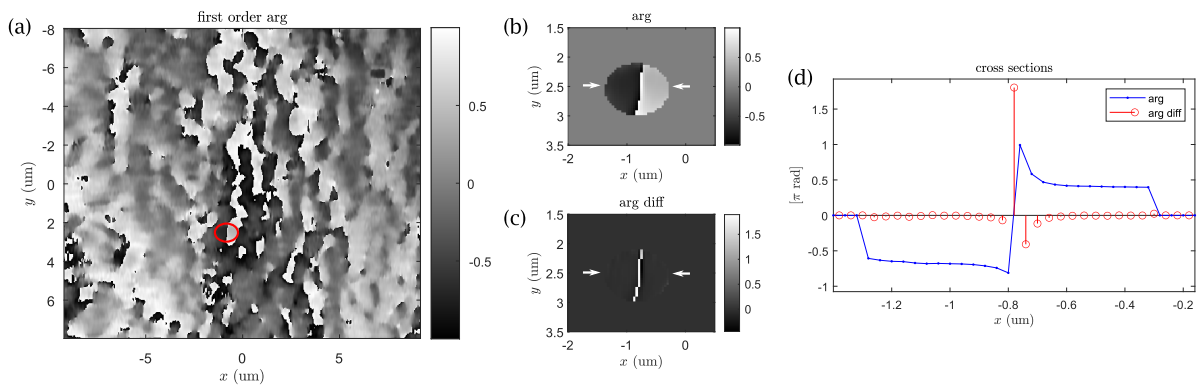 (a)
first order arg
-8
-6
-4
-2
0
2
4
6
y (um)
-5
0
5
x (um)
0.5
0
-0.5
(b)
arg
1.5
2
2.5
3
3.5
y (um)
-2
-1
0
x (um)
0.5
0
-0.5
(c)
arg diff
1.5
2
2.5
3
3.5
y (um)
-2
-1
0
x (um)
1.5
1
0.5
0
(d)
cross sections
1.5
1
0.5
0
-0.5
-1
[π rad]
-1.2
-1
-0.8
-0.6
-0.4
-0.2
x (um)
arg
arg diff